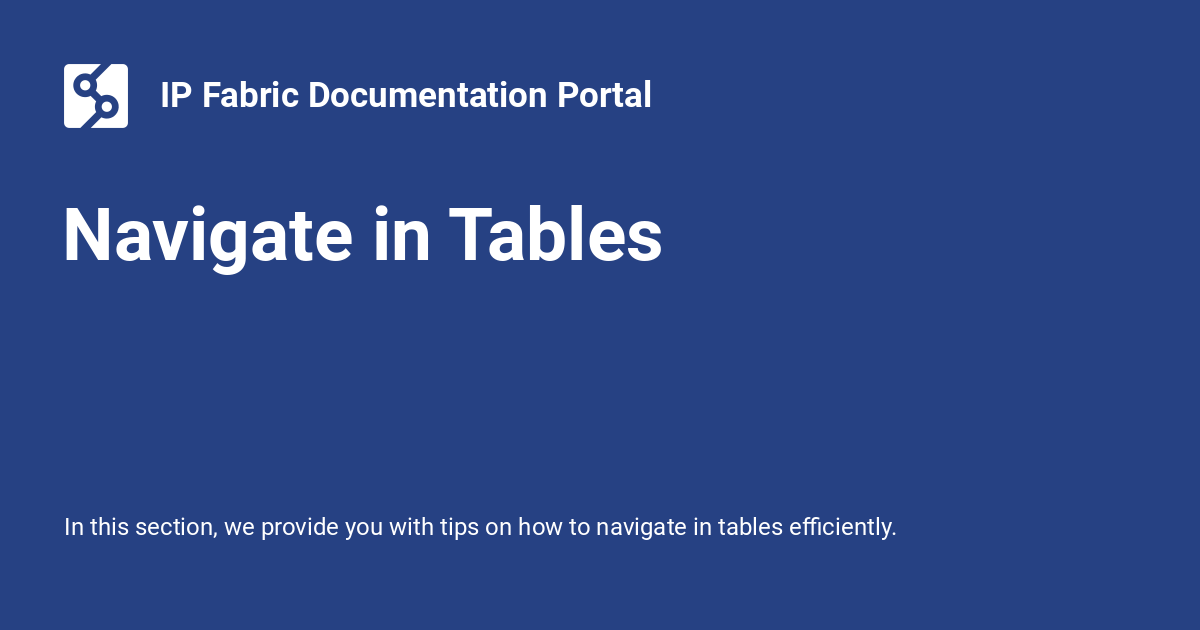 IP Fabric Documentation Portal
Navigate in Tables
In this section, we provide you with tips on how to navigate in tables efficiently.